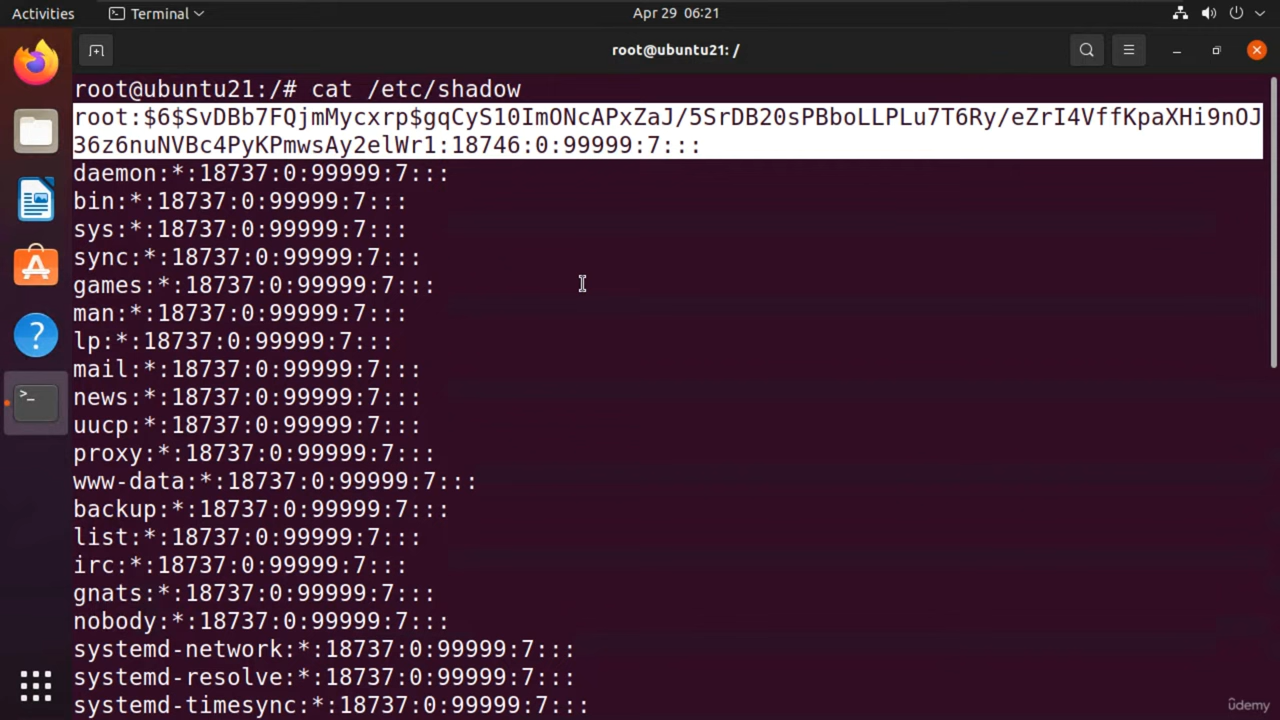 Activities
Terminal
Apr 29 06:21
root@ubuntu21: /
root@ubuntu21:/# cat /etc/shadow
root:$6$SvDBb7FQjmMycxrp$gqCyS10ImONcAPxZaJ/5SrDB20sPBboLLPLu7T6Ry/eZrI4VffKpaXHi9nOJ
36z6nuNVBc4PyKPmwsAy2elWr1:18746:0:99999:7:::
daemon:*:18737:0:99999:7:::
bin:*:18737:0:99999:7:::
sys:*:18737:0:99999:7:::
sync:*:18737:0:99999:7:::
games:*:18737:0:99999:7:::
man:*:18737:0:99999:7:::
lp:*:18737:0:99999:7:::
mail:*:18737:0:99999:7:::
news:*:18737:0:99999:7:::
uucp:*:18737:0:99999:7:::
proxy:*:18737:0:99999:7:::
www-data:*:18737:0:99999:7:::
backup:*:18737:0:99999:7:::
list:*:18737:0:99999:7:::
irc:*:18737:0:99999:7:::
gnats:*:18737:0:99999:7:::
nobody:*:18737:0:99999:7:::
systemd-network:*:18737:0:99999:7:::
systemd-resolve:*:18737:0:99999:7:::
systemd-timesync:*:18737:0:99999:7:::
ûdemy